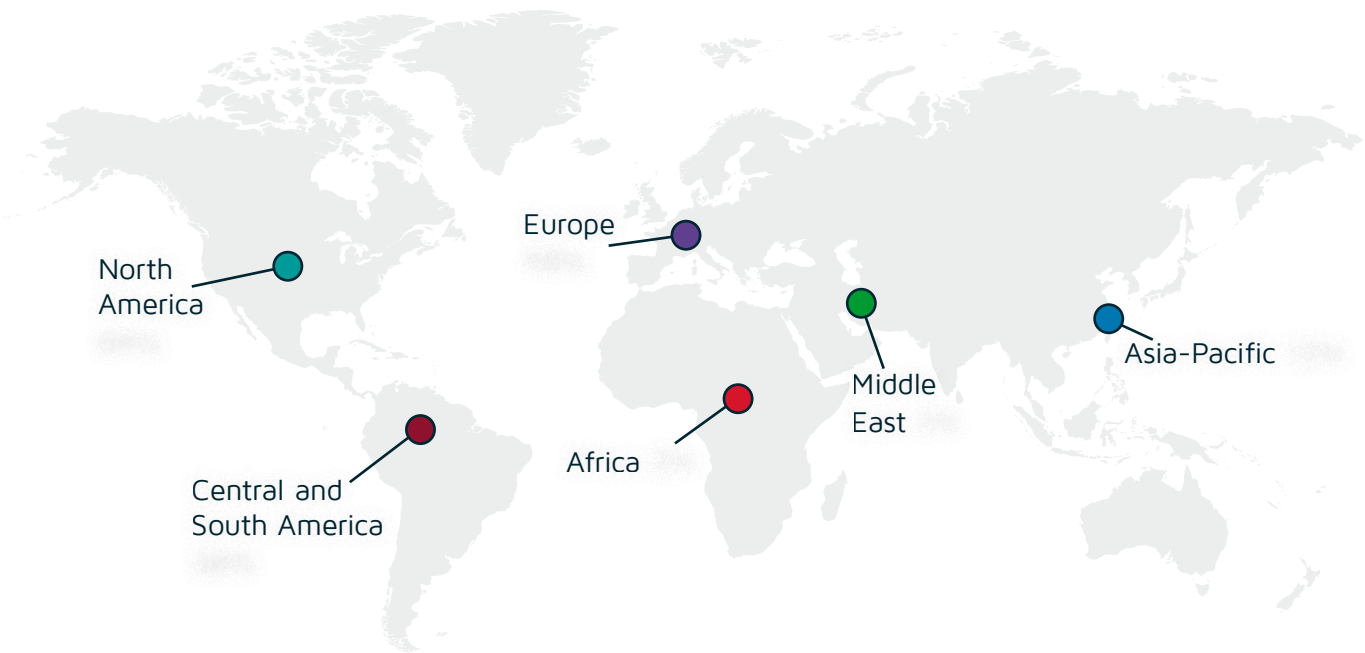 Europe
North
America
Asia-Pacific
Middle
East
Africa
Central and
South America